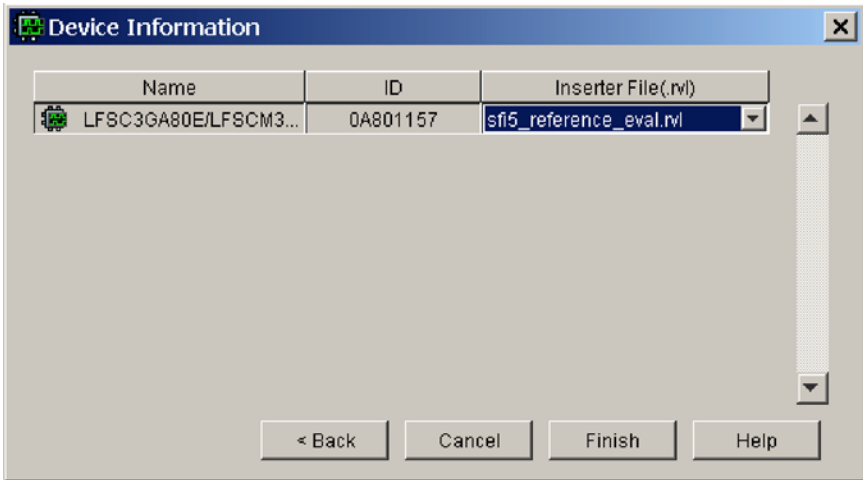 Device Information
Name ID Inserter File(.rvl)
LFSC3GA80E/LFSCM3... 0A801157 sfi5_reference_eval.rvl
< Back Cancel Finish Help